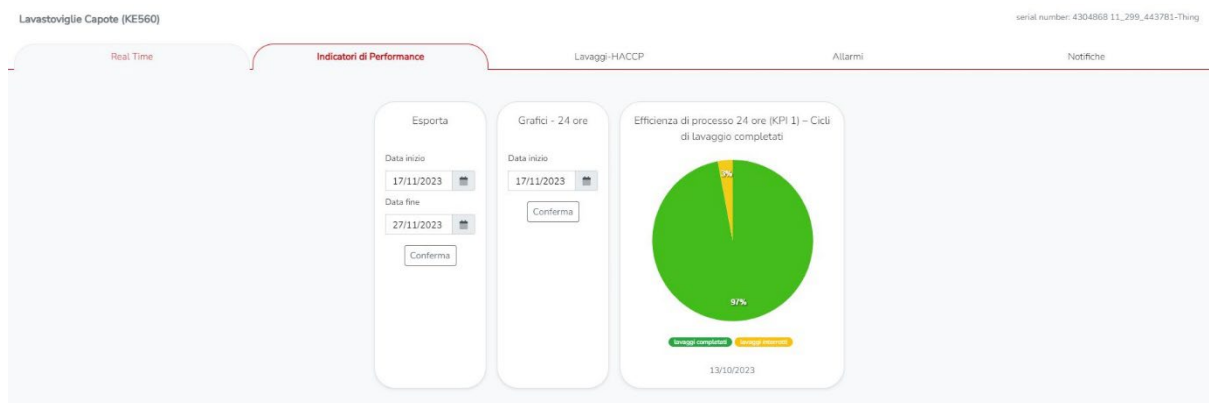 Lavastoviglie Capote (KE560)
serial number: 4304868 11_299_443781-Thing
Real Time
Indicatori di Performance
Lavaggi-HACCP
Allarmi
Notifiche
Esporta
Data inizio
17/11/2023
Data fine
27/11/2023
Conferma
Grafici - 24 ore
Data inizio
17/11/2023
Conferma
Efficienza di processo 24 ore (KPI 1) – Cicli
di lavaggio completati
3%
97%
lavaggi completati
lavaggi interrotti
13/10/2023